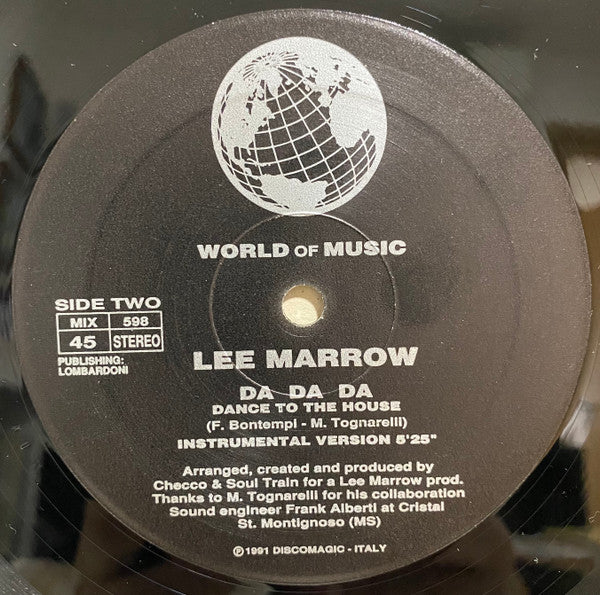 WORLD OF MUSIC
SIDE TWO
MIX 598
45 STEREO
PUBLISHING:
LOMBARDONI
LEE MARROW
DA DA DA
DANCE TO THE HOUSE
(F. Bontempi - M. Tognarelli)
INSTRUMENTAL VERSION 5'25"
Arranged, created and produced by
Checco & Soul Train for a Lee Marrow prod.
Thanks to M. Tognarelli for his collaboration
Sound engineer Frank Alberti at Cristal
St. Montignoso (MS)
℗ 1991 DISCOMAGIC - ITALY